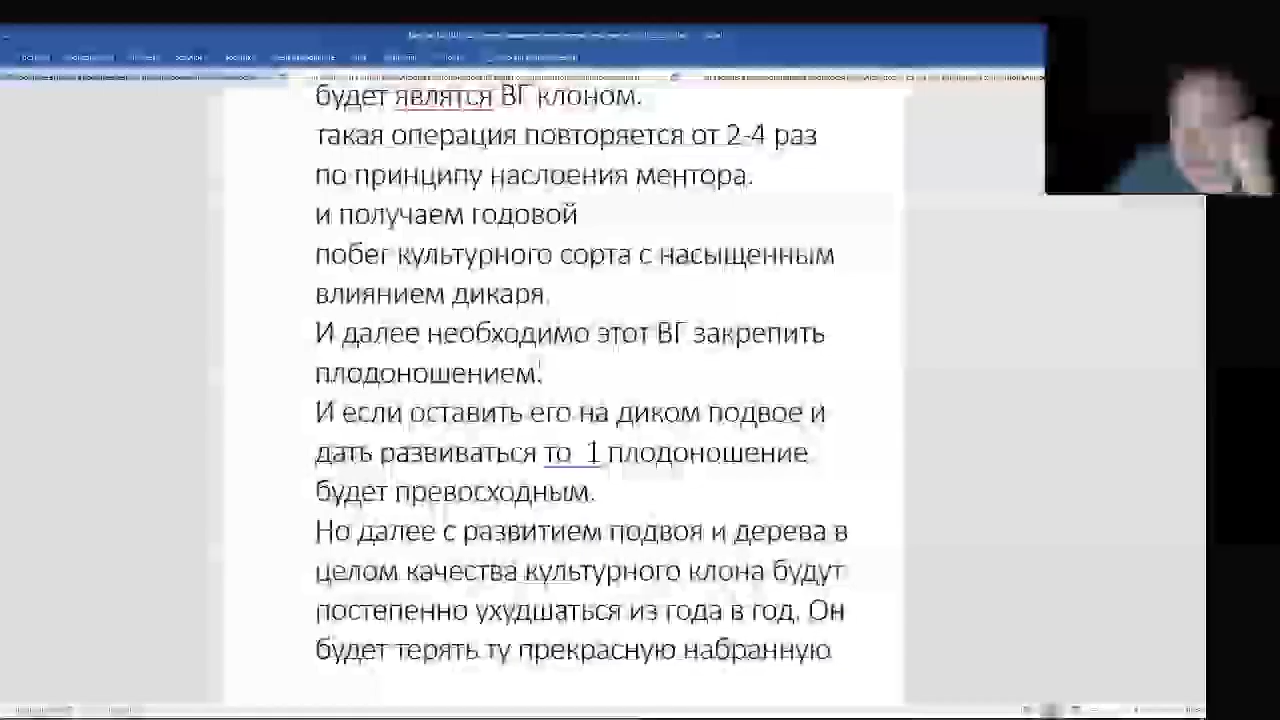 будет являтся ВГ клоном.
такая операция повторяется от 2-4 раз
по принципу наслоения ментора.
и получаем годовой
побег культурного сорта с насыщенным
влиянием дикаря.
И далее необходимо этот ВГ закрепить
плодоношением.
И если оставить его на диком подвое и
дать развиваться то  1 плодоношение
будет превосходным.
Но далее с развитием подвоя и дерева в
целом качества культурного клона будут
постепенно ухудшаться из года в год. Он
будет терять ту прекрасную набранную